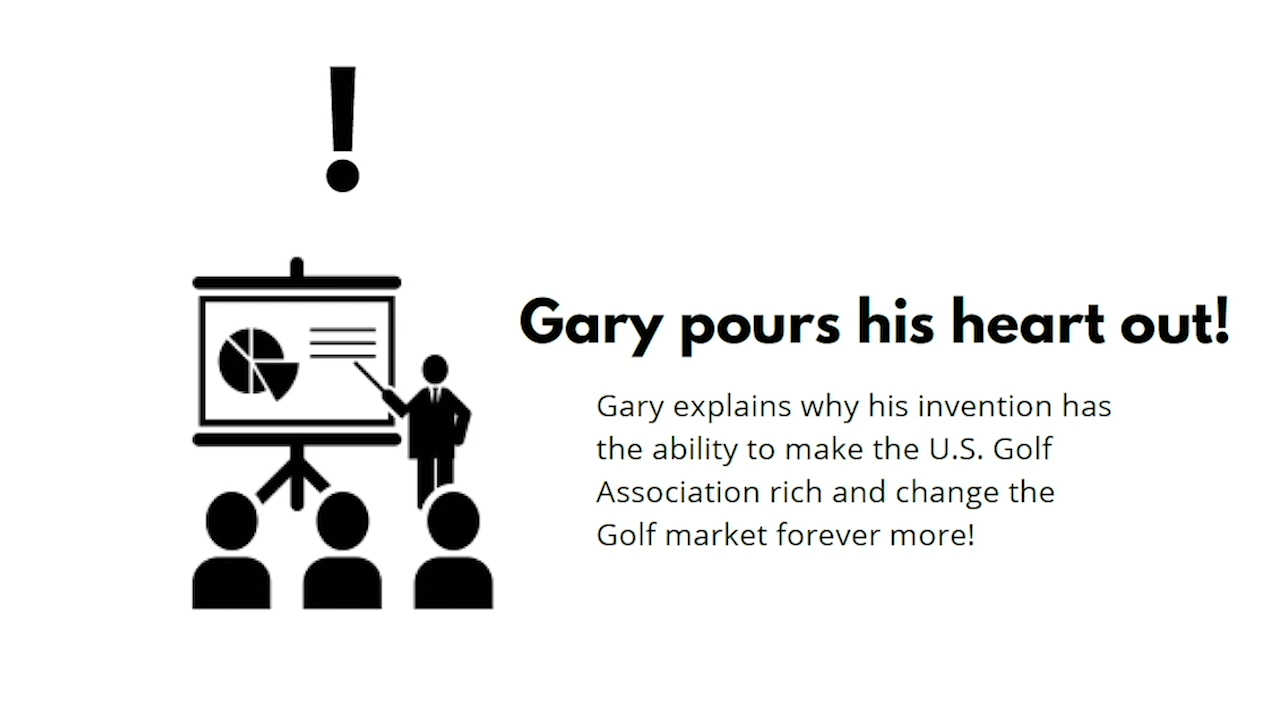 !
Gary pours his heart out!
Gary explains why his invention has
the ability to make the U.S. Golf
Association rich and change the
Golf market forever more!